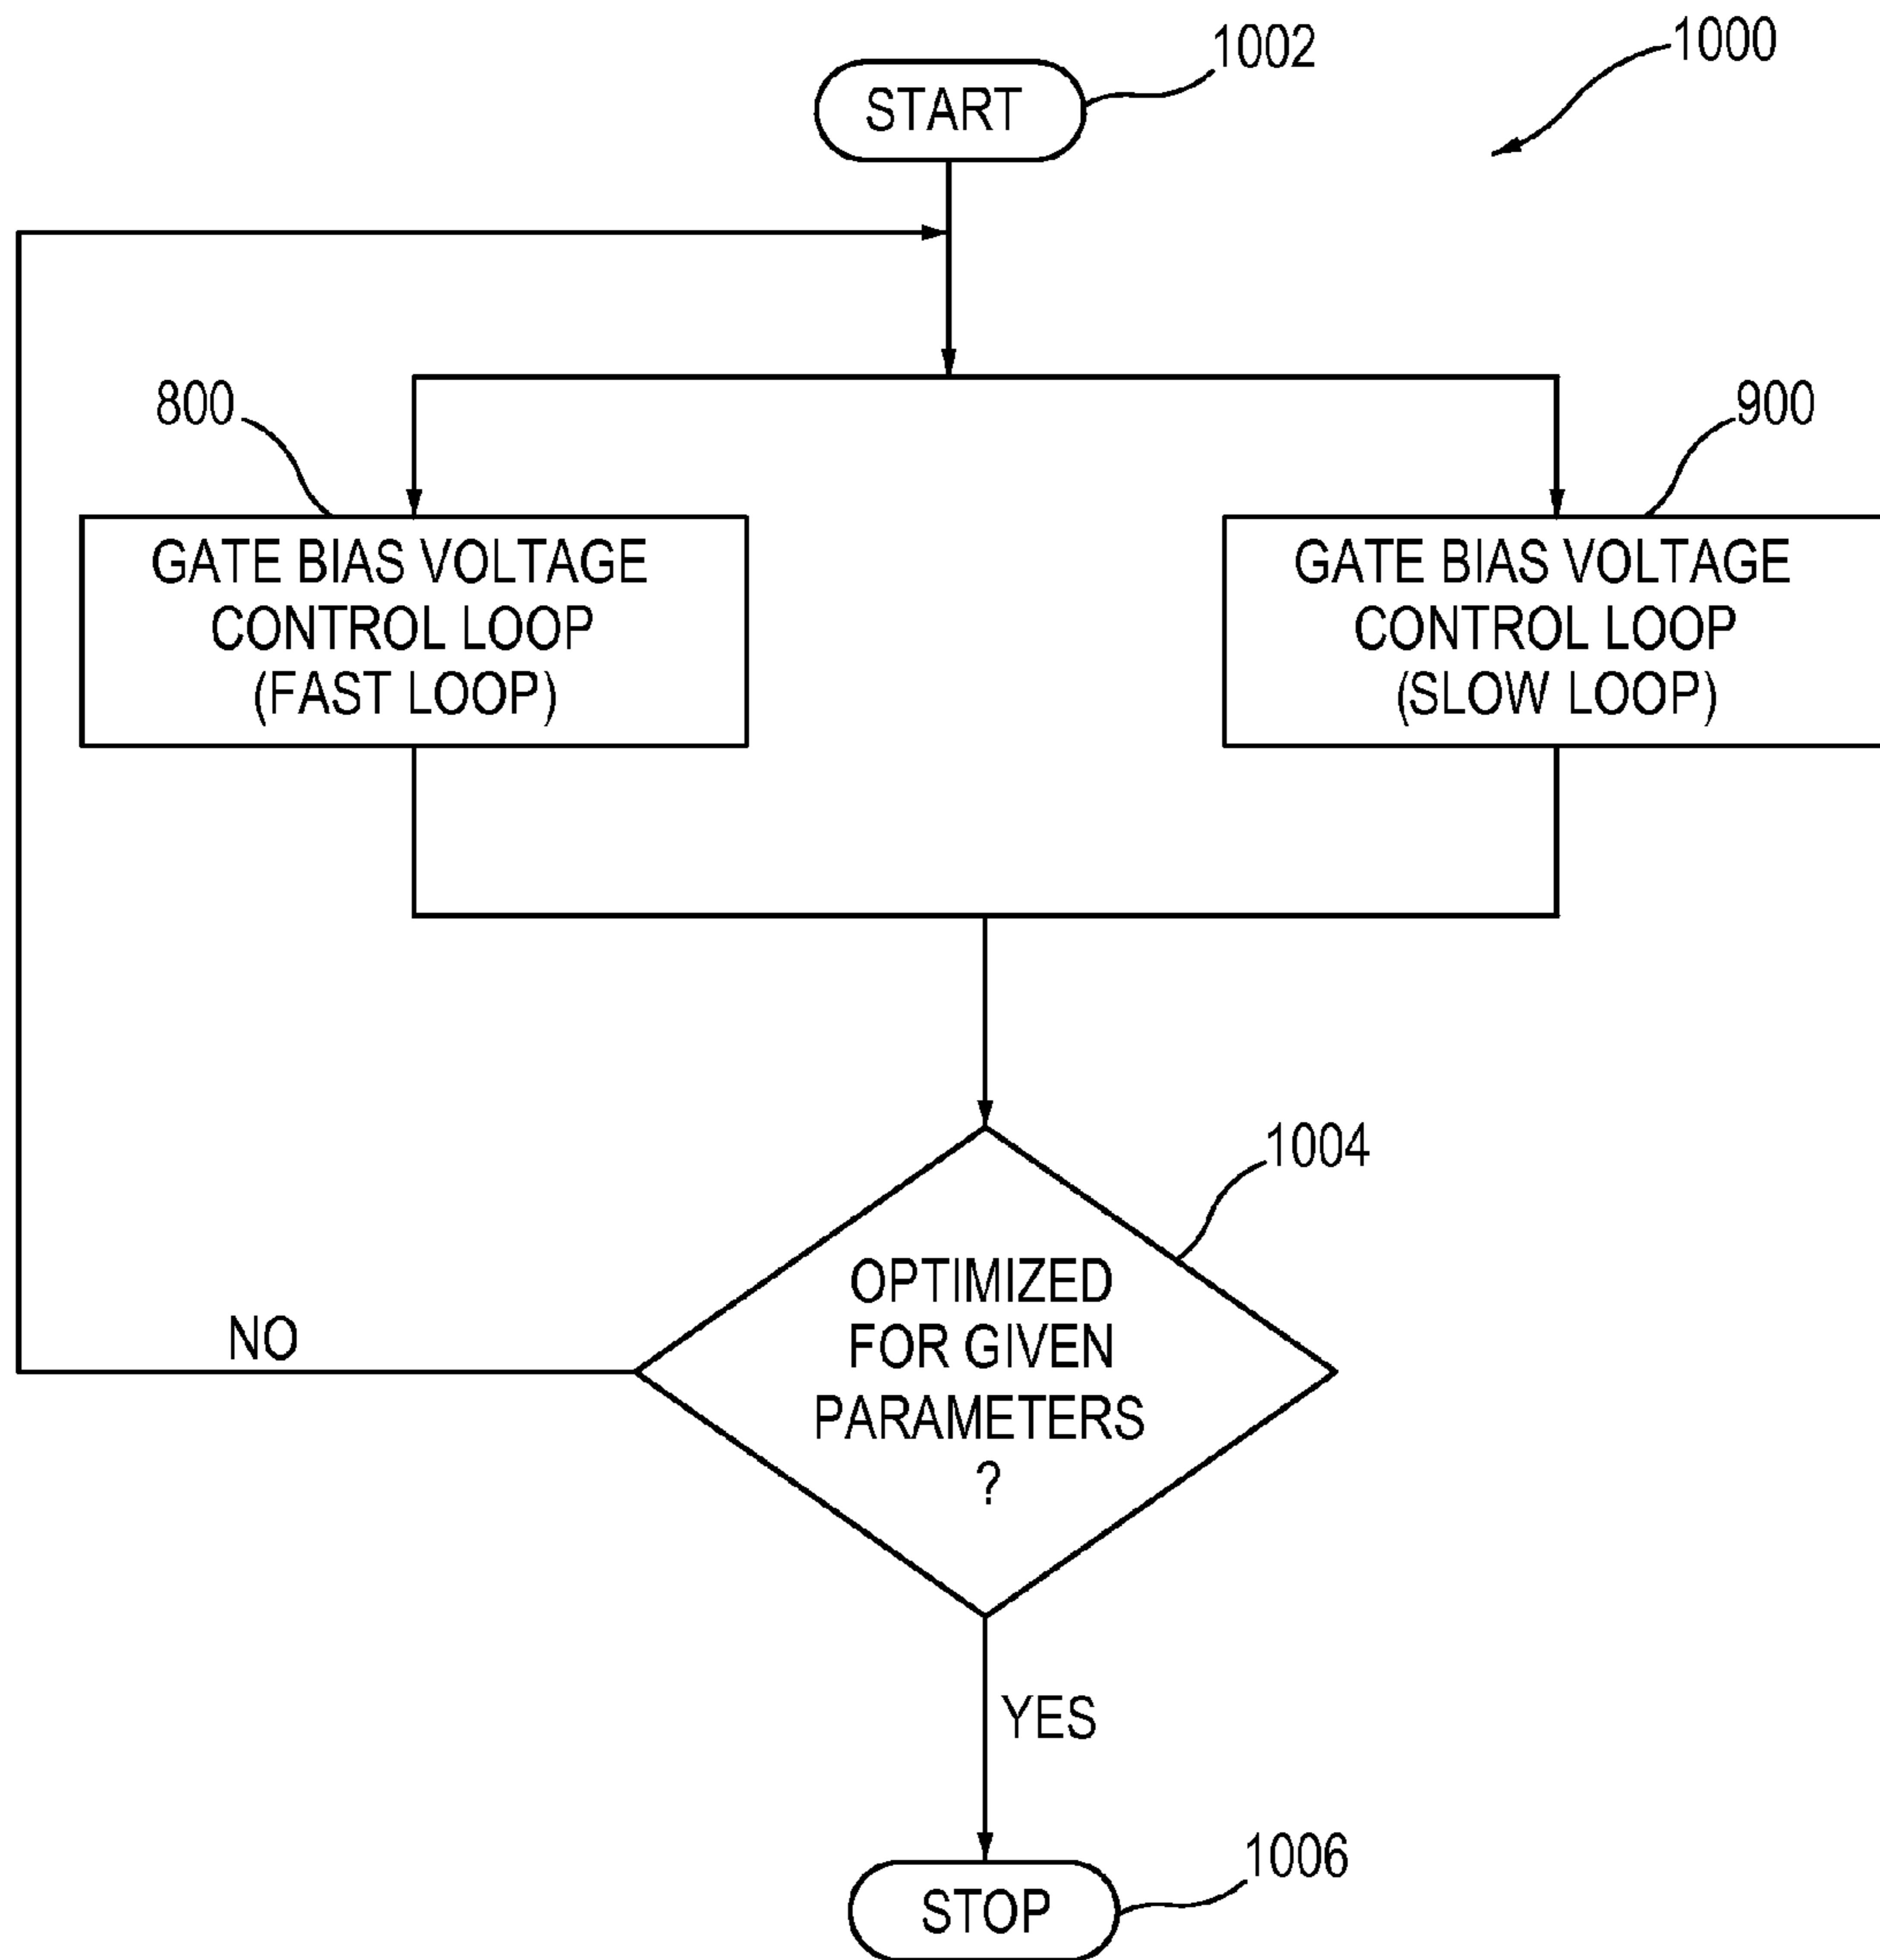 1000
1002
START
800
900
GATE BIAS VOLTAGE
CONTROL LOOP
(FAST LOOP)
GATE BIAS VOLTAGE
CONTROL LOOP
(SLOW LOOP)
1004
OPTIMIZED
FOR GIVEN
PARAMETERS
?
NO
YES
1006
STOP